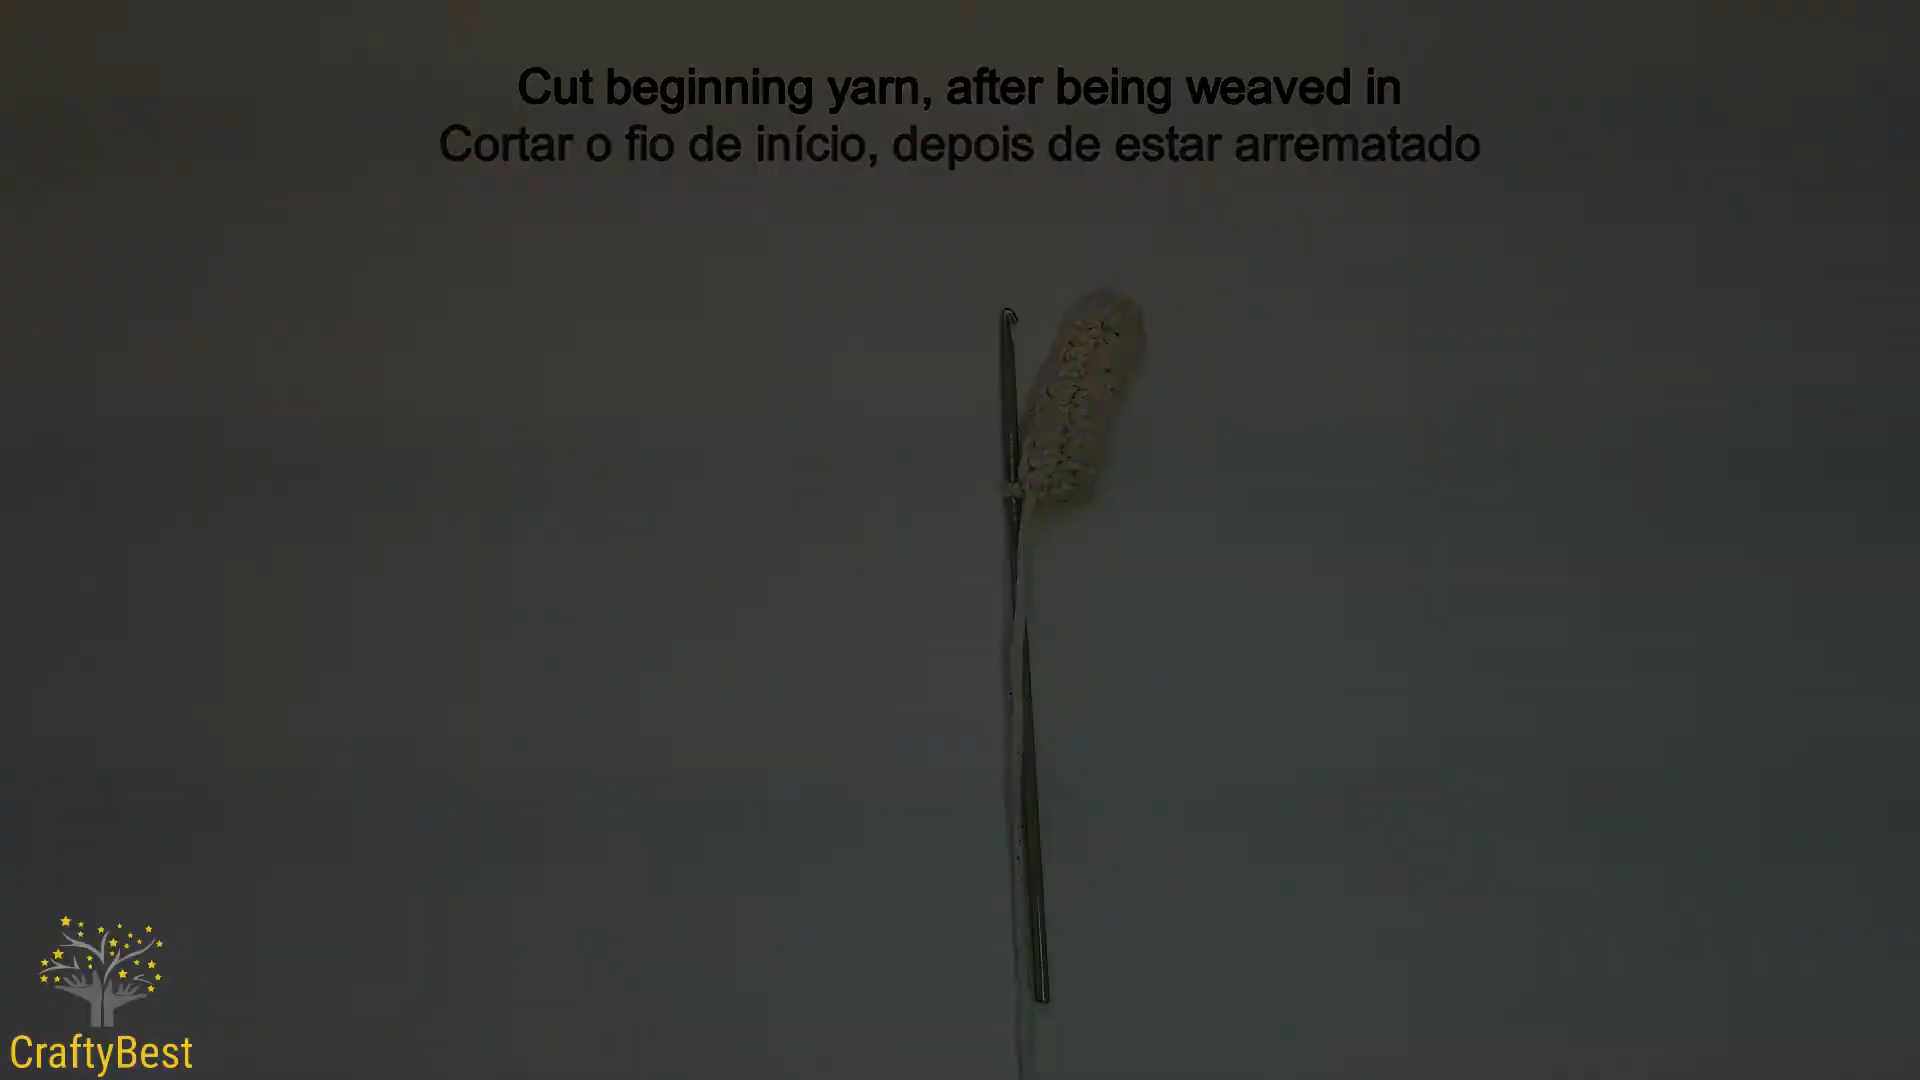 Cut beginning yarn, after being weaved in
Cortar o fio de início, depois de estar arrematado
CraftyBest